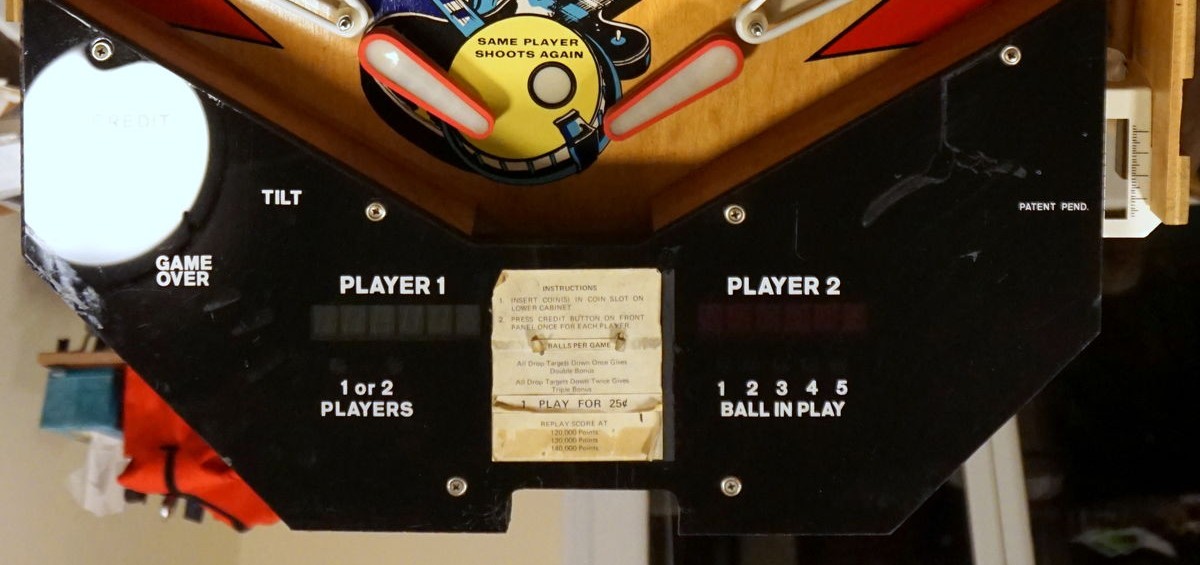 SAME PLAYER
SHOOTS AGAIN
CREDIT
TILT
PATENT PEND.
GAME
OVER
PLAYER 1
PLAYER 2
INSTRUCTIONS
1. INSERT COIN(S) IN COIN SLOT ON
LOWER CABINET
2. PRESS CREDIT BUTTON ON FRONT
PANEL ONCE FOR EACH PLAYER
BALLS PER GAME
All Drop Targets Down Once Gives
Double Bonus
All Drop Targets Down Twice Gives
Triple Bonus
1 PLAY FOR 25¢
REPLAY SCORE AT
120,000 Points
130,000 Points
160,000 Points
1 or 2
PLAYERS
1 2 3 4 5
BALL IN PLAY